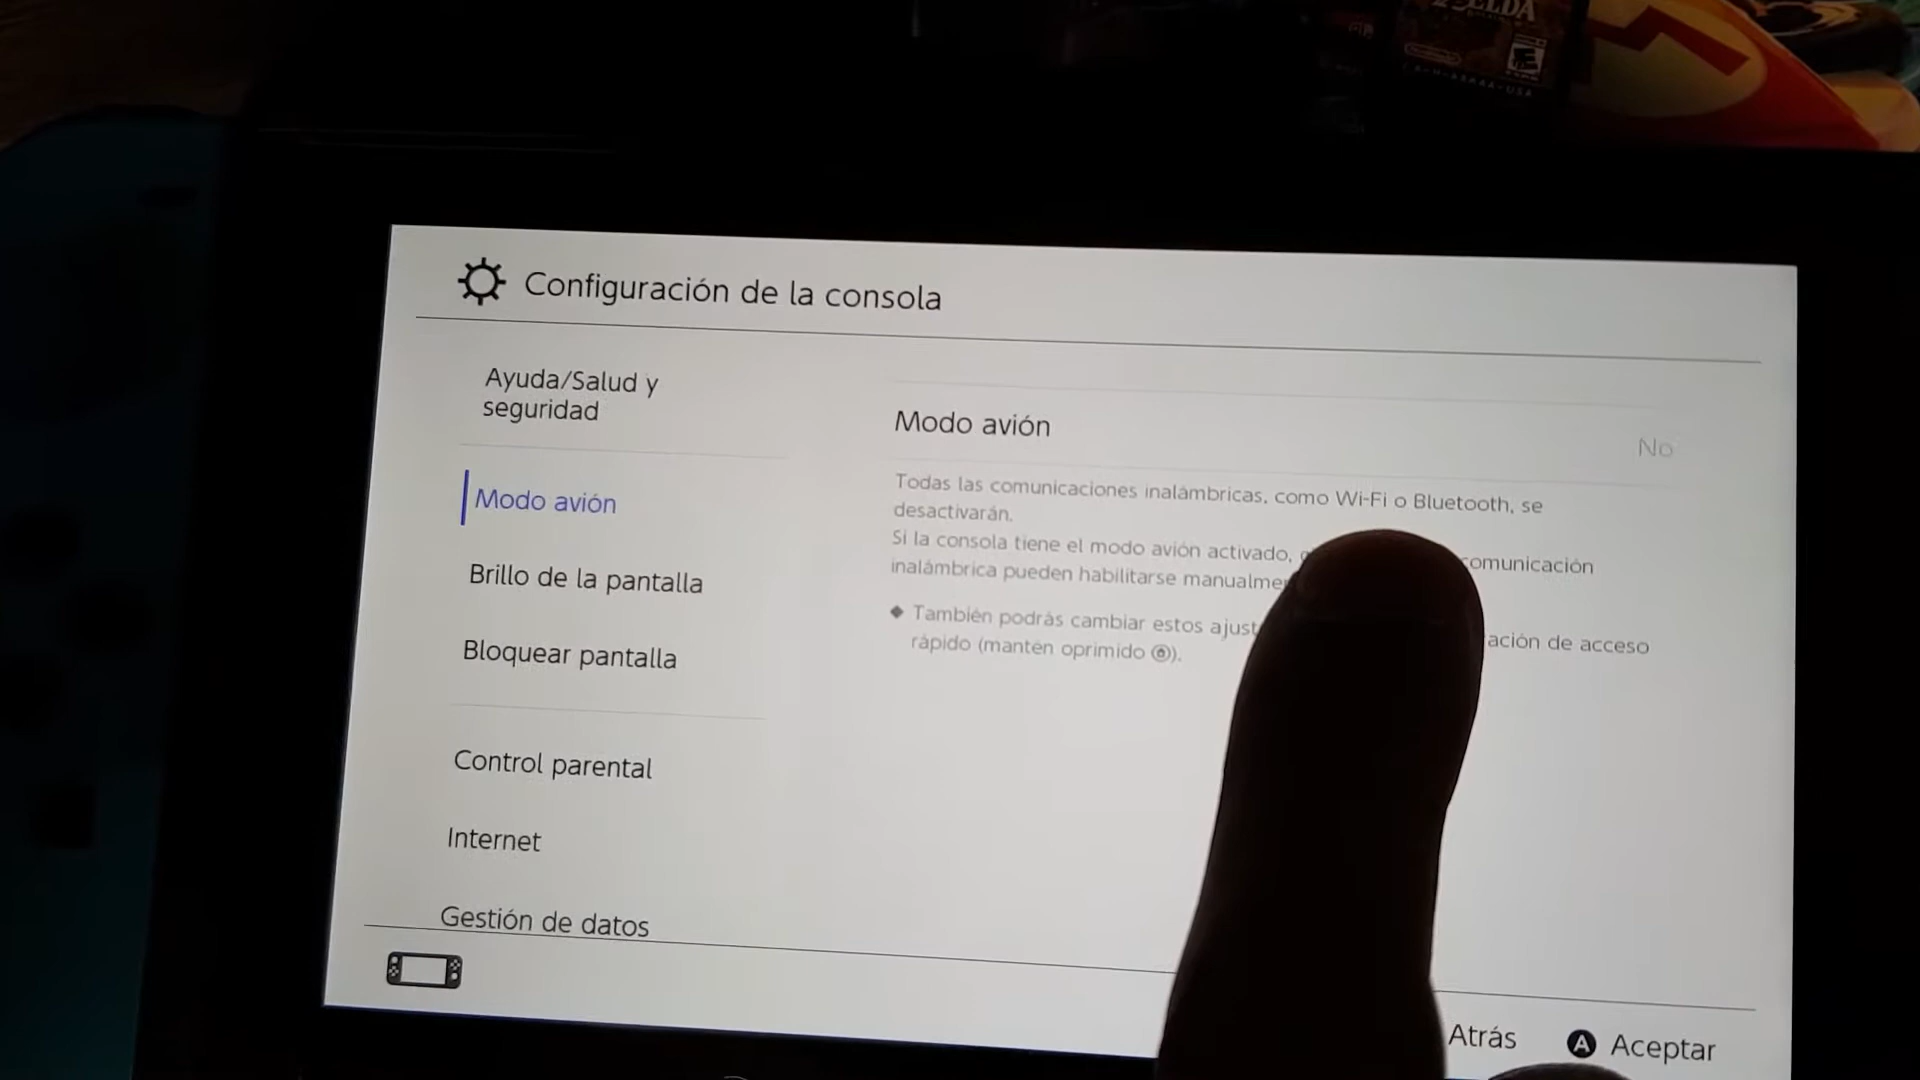 ZELDA
Configuración de la consola
Ayuda/Salud y
seguridad
Modo avión
Brillo de la pantalla
Bloquear pantalla
Control parental
Internet
Gestión de datos
Modo avión
No
Todas las comunicaciones inalámbricas, como Wi-Fi o Bluetooth, se
desactivarán.
Si la consola tiene el modo avión activado, comunicación
inalámbrica pueden habilitarse
También podrás cambiar estos de acceso
rápido (mantén oprimido ).
Atrás
A Aceptar